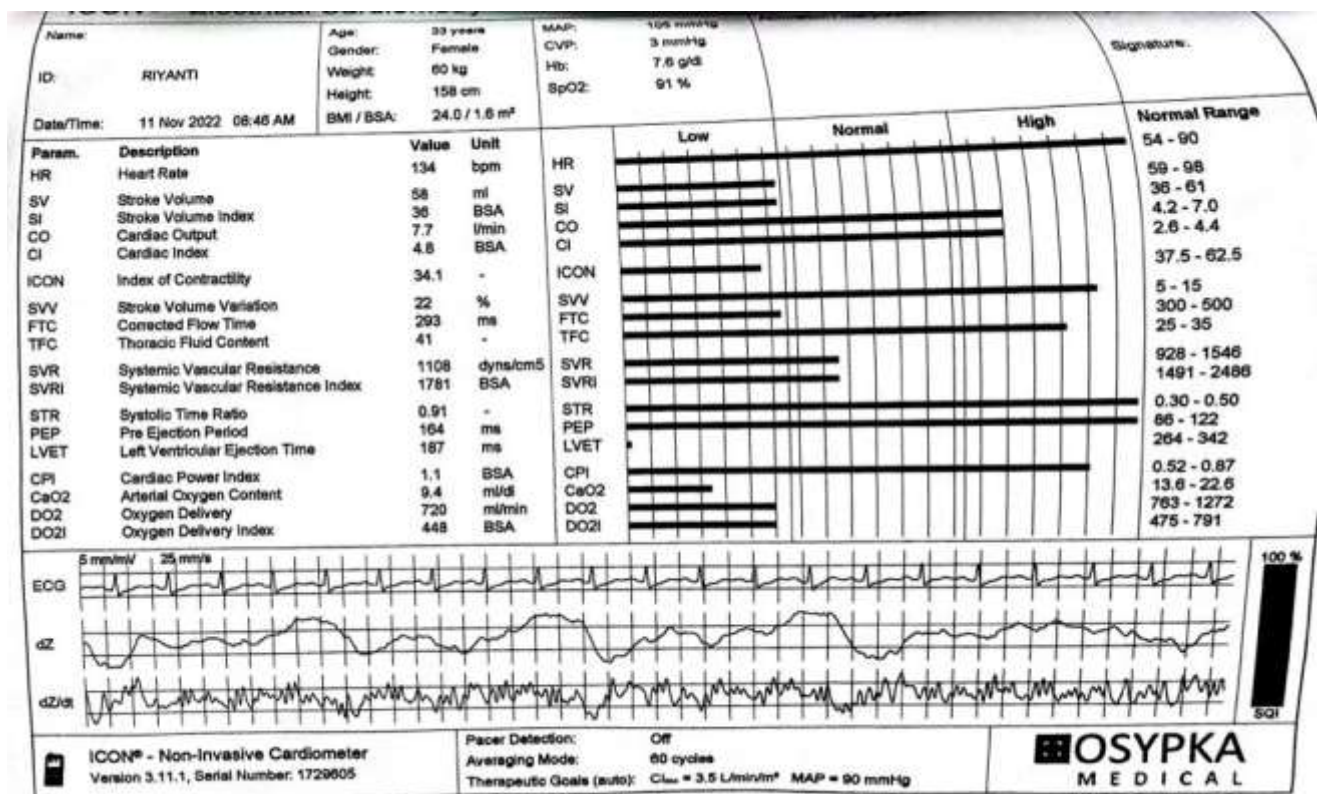 Name:
ID: RIYANTI
Date/Time: 11 Nov 2022 08:46 AM
Age: 33 years
Gender: Female
Weight: 60 kg
Height: 158 cm
BMI / BSA: 24.0 / 1.6 m²
MAP: 105 mmHg
CVP: 3 mmHg
Hb: 7.6 g/dl
SpO2: 91 %
Signature:
Param. Description Value Unit Low Normal High Normal Range
HR Heart Rate 134 bpm HR 54 - 90
SV Stroke Volume 58 ml SV 59 - 98
SI Stroke Volume Index 36 BSA SI 36 - 61
CO Cardiac Output 7.7 l/min CO 4.2 - 7.0
CI Cardiac Index 4.8 BSA CI 2.6 - 4.4
ICON Index of Contractility 34.1 - ICON 37.5 - 62.5
SVV Stroke Volume Variation 22 % SVV 5 - 15
FTC Corrected Flow Time 293 ms FTC 300 - 500
TFC Thoracic Fluid Content 41 - TFC 25 - 35
SVR Systemic Vascular Resistance 1108 dyns/cm5 SVR 928 - 1546
SVRI Systemic Vascular Resistance Index 1781 BSA SVRI 1491 - 2486
STR Systolic Time Ratio 0.91 - STR 0.30 - 0.50
PEP Pre Ejection Period 164 ms PEP 86 - 122
LVET Left Ventricular Ejection Time 187 ms LVET 264 - 342
CPI Cardiac Power Index 1.1 BSA CPI 0.52 - 0.87
CaO2 Arterial Oxygen Content 9.4 ml/dl CaO2 13.6 - 22.6
DO2 Oxygen Delivery 720 ml/min DO2 763 - 1272
DO2I Oxygen Delivery Index 448 BSA DO2I 475 - 791
5 mm/mV 25 mm/s 100 %
ECG
dZ
dZ/dt
SQI
ICON® - Non-Invasive Cardiometer
Version 3.11.1, Serial Number: 1729605
Pacer Detection: Off
Averaging Mode: 60 cycles
Therapeutic Goals (auto): = 3.5 L/min/m² MAP = 90 mmHg
OSYPKA
MEDICAL